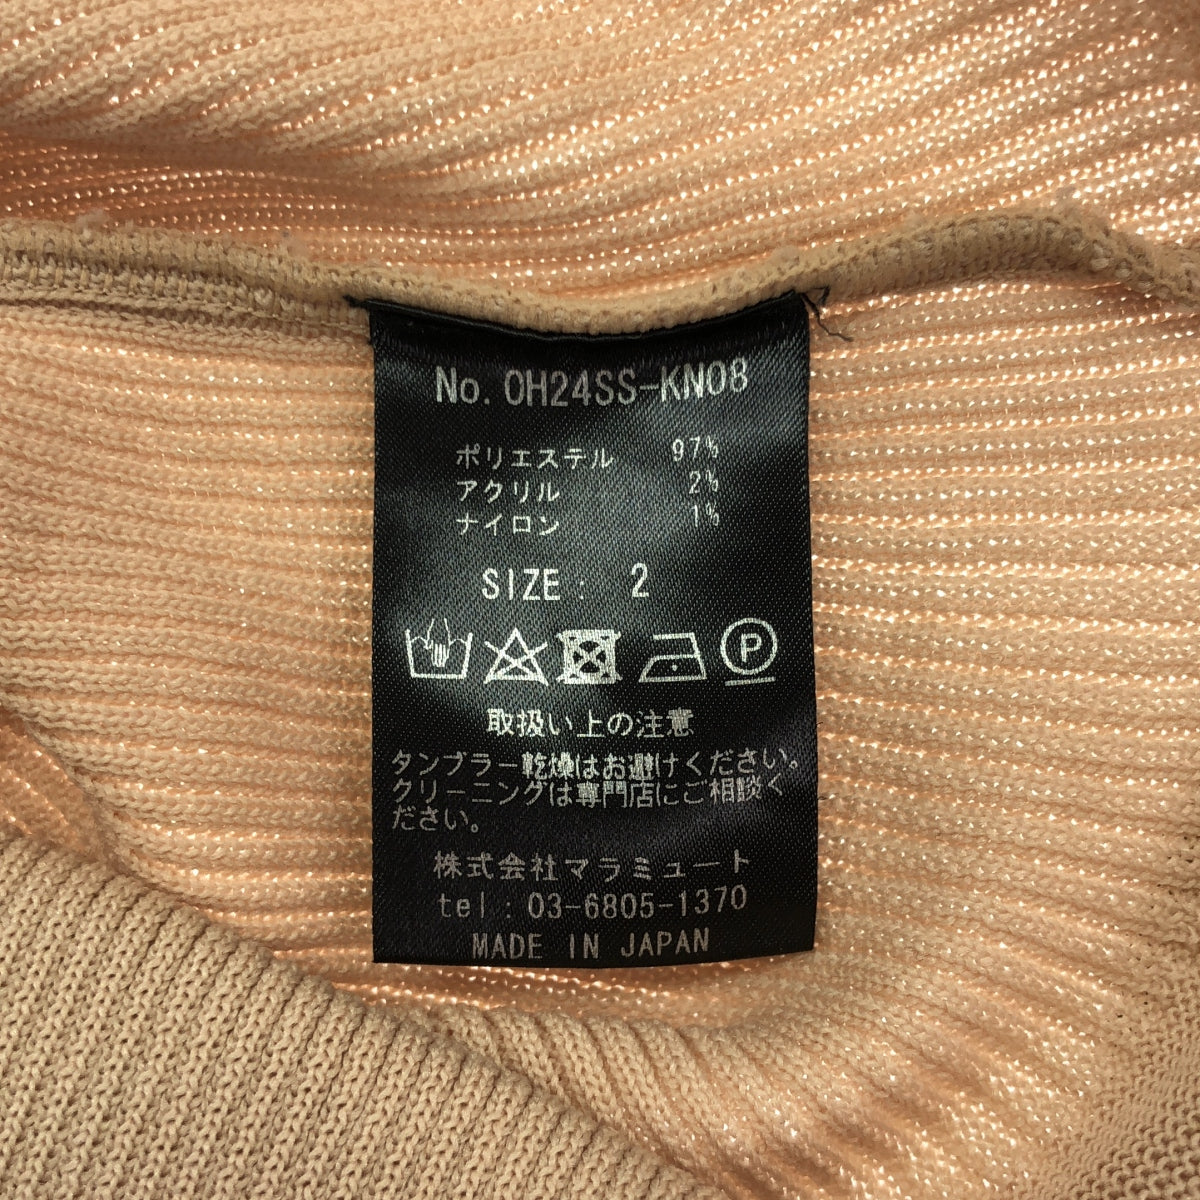 No. OH24SS-KN08
ポリエステル 97%
アクリル 2%
ナイロン 1%
SIZE: 2
P
取扱い上の注意
タンブラー乾燥はお避けください。
クリーニングは専門店にご相談く
ださい。
株式会社マラミュート
tel:03-6805-1370
MADE IN JAPAN